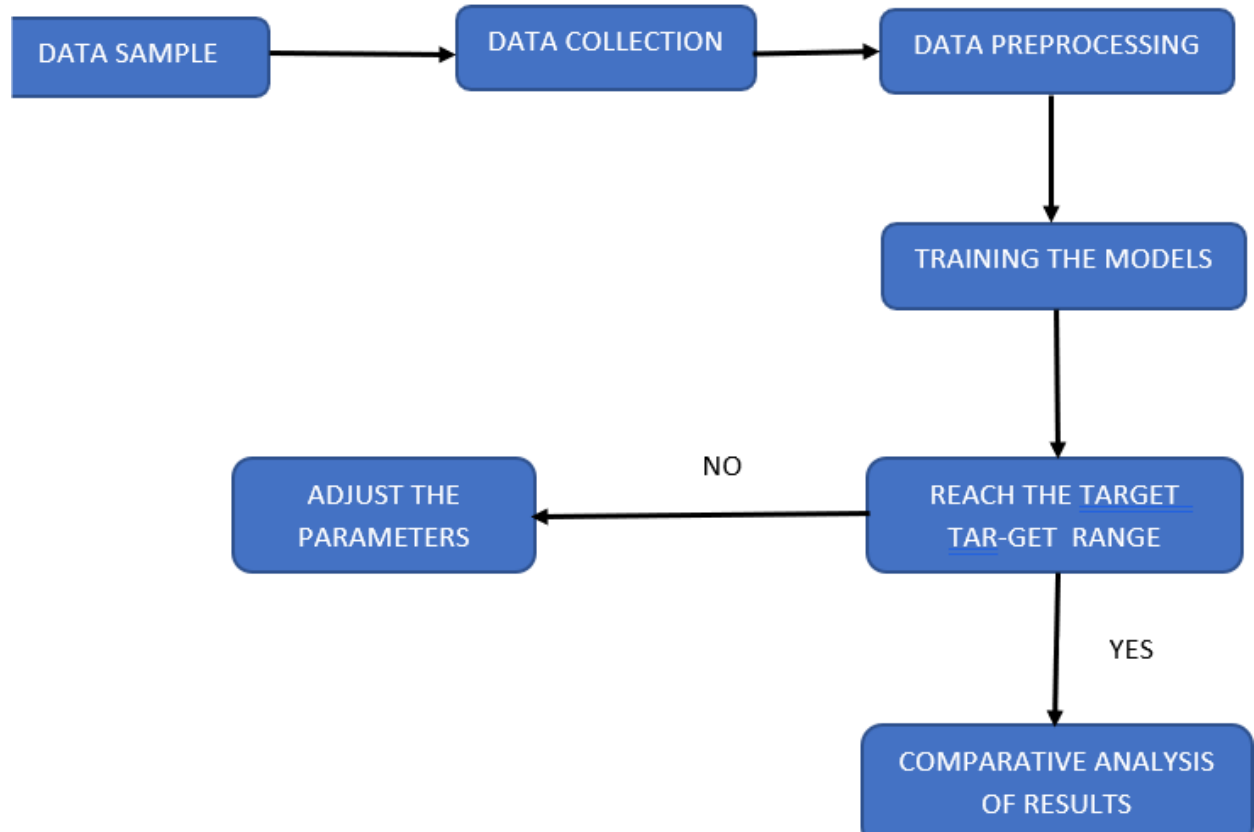 DATA SAMPLE
DATA COLLECTION
DATA PREPROCESSING
TRAINING THE MODELS
NO
ADJUST THE
PARAMETERS
REACH THE TARGET
TAR-GET RANGE
YES
COMPARATIVE ANALYSIS
OF RESULTS